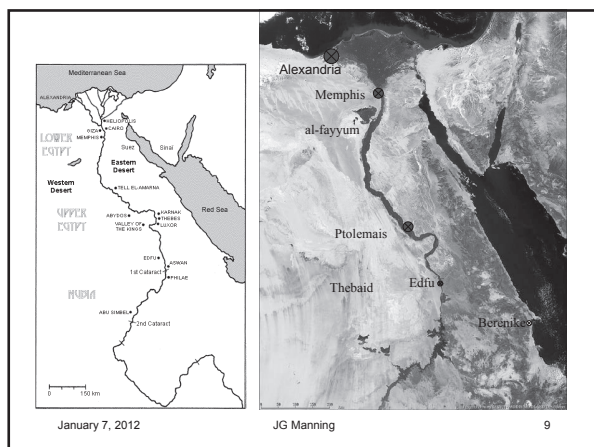 Mediterranean Sea
ALEXANDRIA
HELIOPOLIS
GIZA
CAIRO
MEMPHIS
LOWER
EGYPT
Suez
Sinai
Eastern
Desert
Western
Desert
TELL EL-AMARNA
Red Sea
UPPER
EGYPT
ABYDOS
KARNAK
THEBES
VALLEY OF
THE KINGS
LUXOR
EDFU
ASWAN
1st Cataract
PHILAE
NUBIA
ABU SIMBEL
2nd Cataract
0
150 km
Alexandria
Memphis
al-fayyum
Ptolemais
Thebaid
Edfu
Berenike
January 7, 2012
JG Manning
9